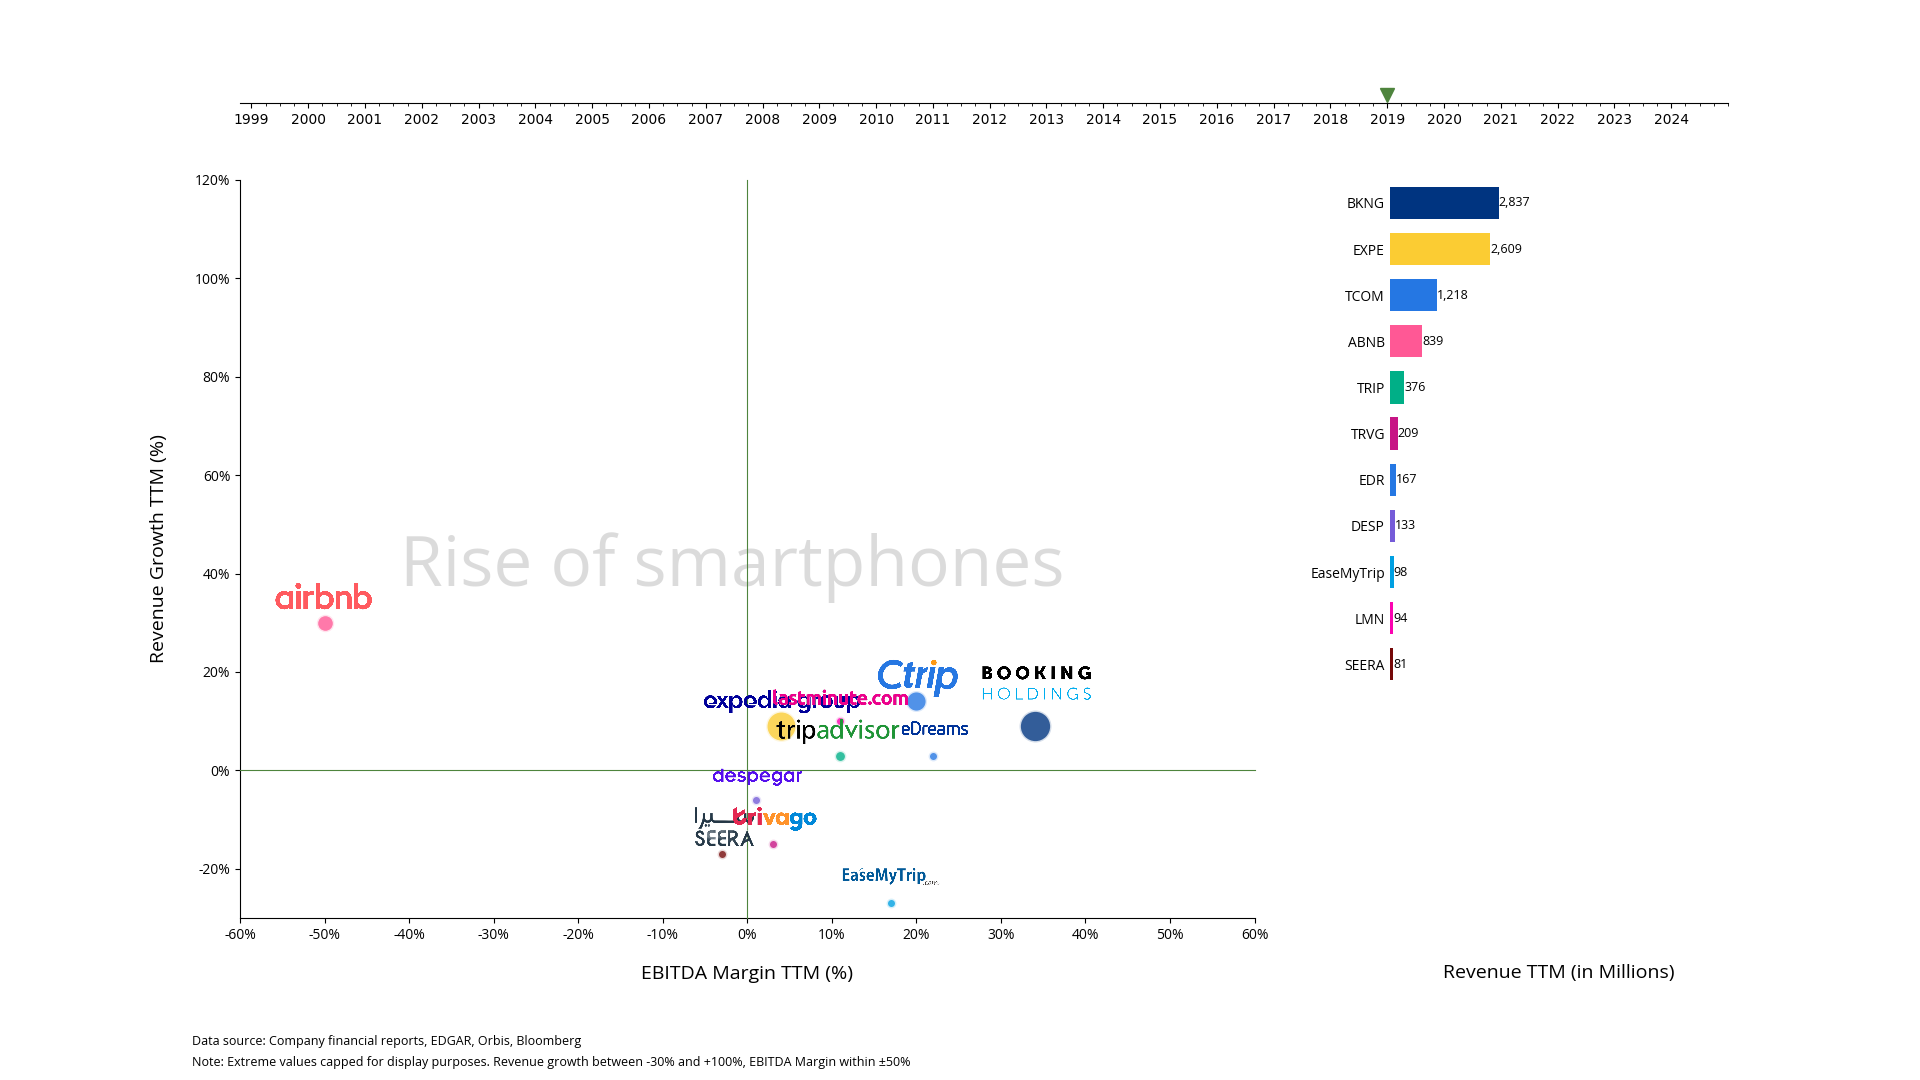 1999 2000 2001 2002 2003 2004 2005 2006 2007 2008 2009 2010 2011 2012 2013 2014 2015 2016 2017 2018 2019 2020 2021 2022 2023 2024
Revenue Growth TTM (%)
120%
100%
80%
60%
40%
20%
0%
-20%
Rise of smartphones
airbnb
Ctrip
BOOKING
HOLDINGS
expedia group
lastminute.com
tripadvisor
eDreams
despegar
سيرا
SEERA
trivago
EaseMyTrip.com
-60% -50% -40% -30% -20% -10% 0% 10% 20% 30% 40% 50% 60%
EBITDA Margin TTM (%)
BKNG 2,837
EXPE 2,609
TCOM 1,218
ABNB 839
TRIP 376
TRVG 209
EDR 167
DESP 133
EaseMyTrip 98
LMN 94
SEERA 81
Revenue TTM (in Millions)
Data source: Company financial reports, EDGAR, Orbis, Bloomberg
Note: Extreme values capped for display purposes. Revenue growth between -30% and +100%, EBITDA Margin within ±50%